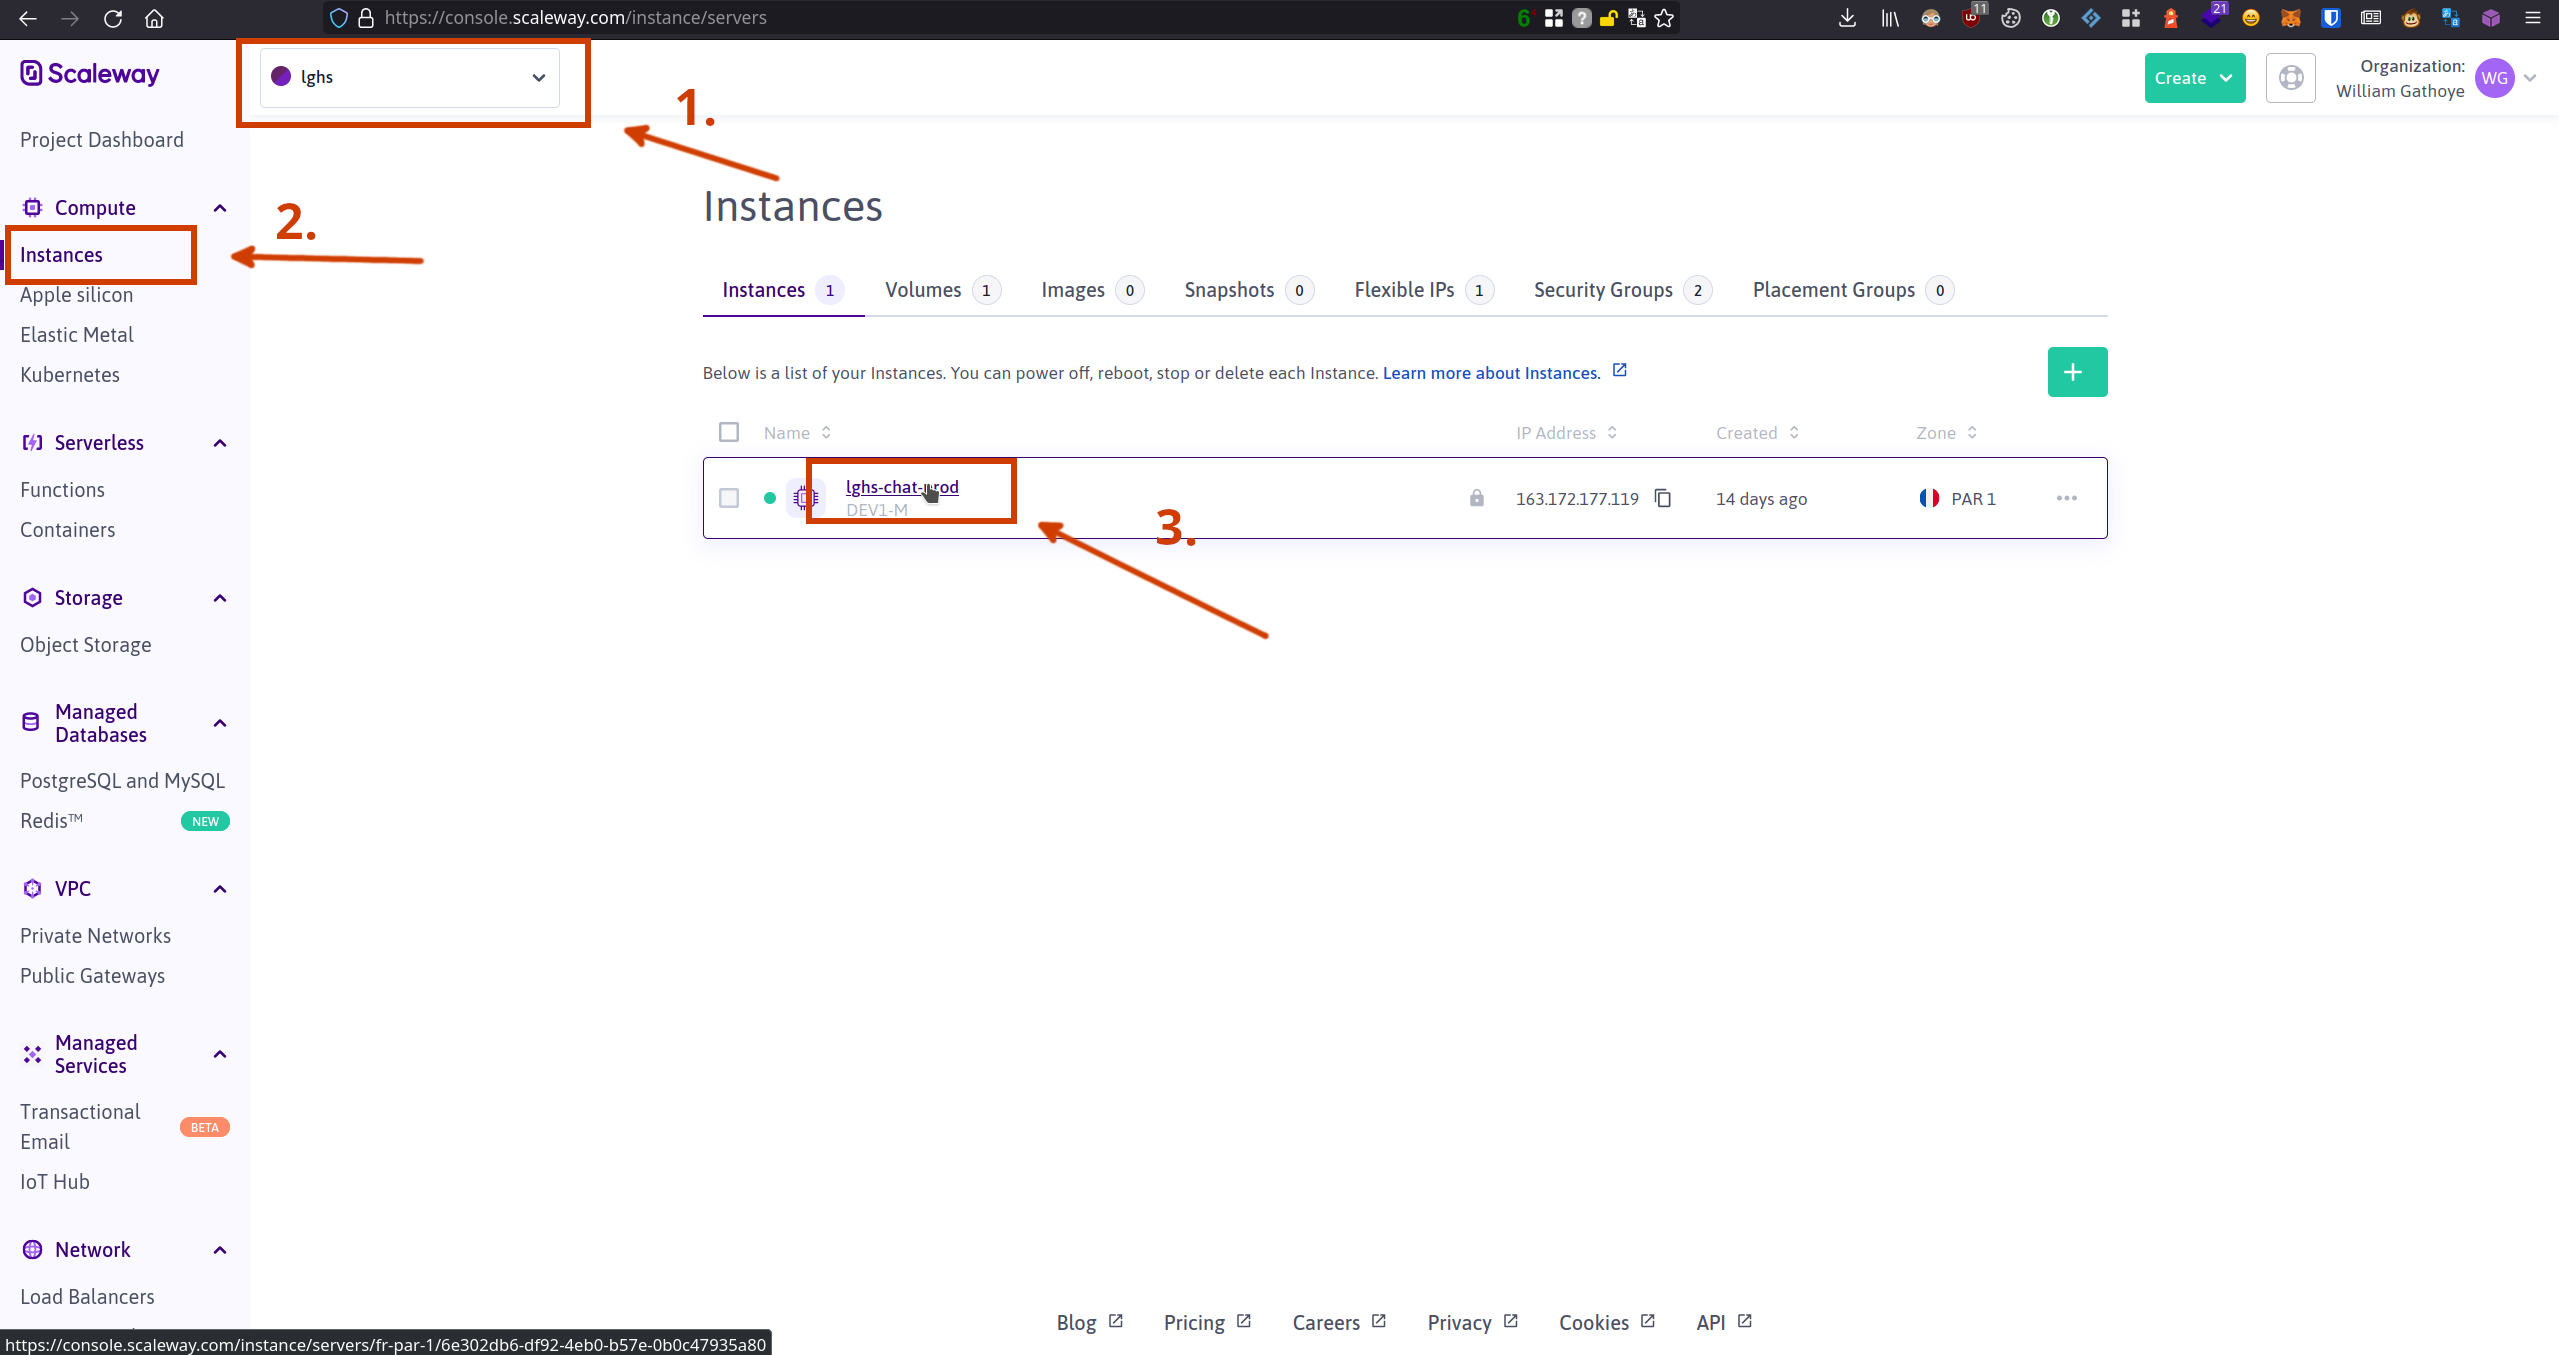 https://console.scaleway.com/instance/servers
6
11
21
Scaleway
lghs
1.
Create
Organization:
William Gathoye
WG
Project Dashboard
Compute
2.
Instances
Apple silicon
Elastic Metal
Kubernetes
Serverless
Functions
Containers
Storage
Object Storage
Managed
Databases
PostgreSQL and MySQL
Redis™ NEW
VPC
Private Networks
Public Gateways
Managed
Services
Transactional
Email
BETA
IoT Hub
Network
Load Balancers
Instances
Instances 1 Volumes 1 Images 0 Snapshots 0 Flexible IPs 1 Security Groups 2 Placement Groups 0
Below is a list of your Instances. You can power off, reboot, stop or delete each Instance. Learn more about Instances.
+
Name IP Address Created Zone
lghs-chat-prod
DEV1-M
163.172.177.119 14 days ago PAR 1
3.
Blog Pricing Careers Privacy Cookies API
https://console.scaleway.com/instance/servers/fr-par-1/6e302db6-df92-4eb0-b57e-0b0c47935a80